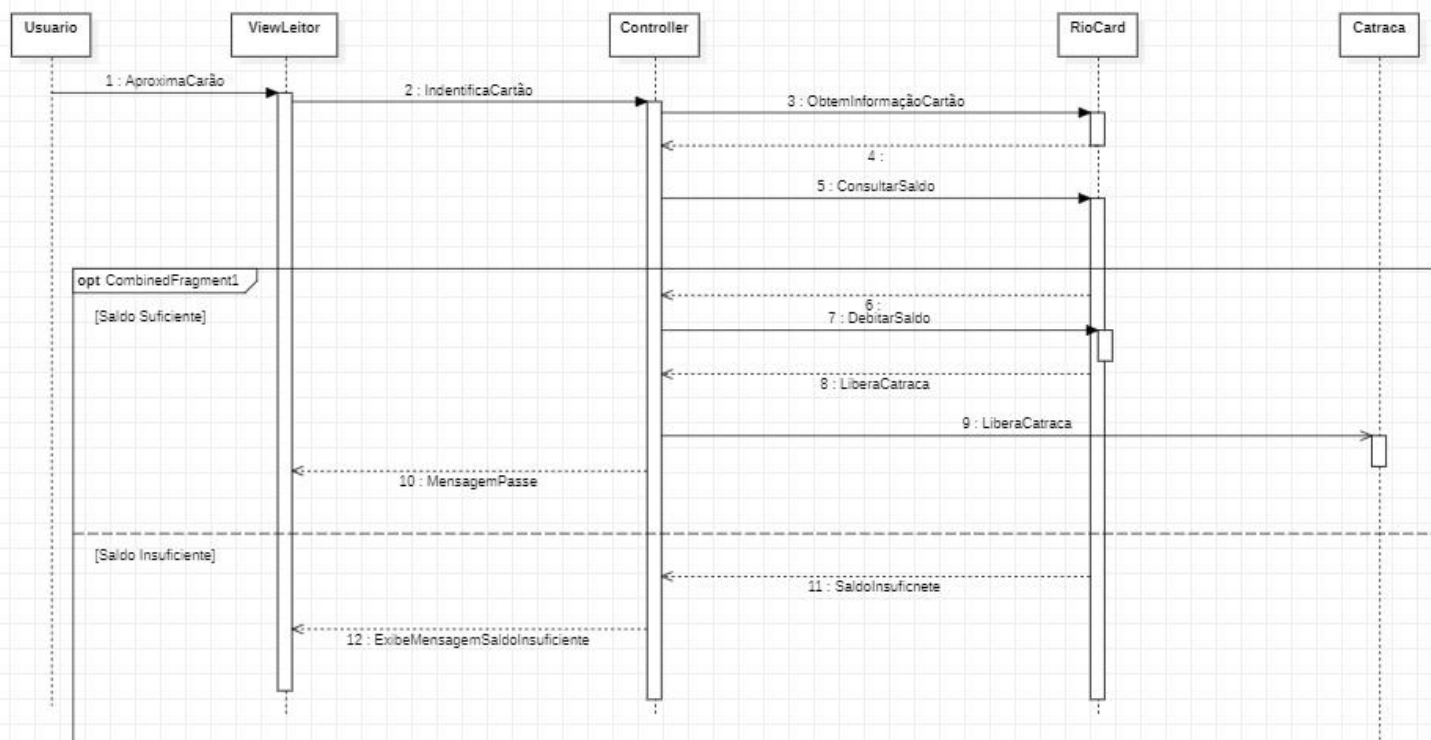 Usuario
ViewLeitor
Controller
RioCard
Catraca
1 : AproximaCarão
2 : IndentificaCartão
3 : ObtemInformaçãoCartão
4 :
5 : ConsultarSaldo
opt CombinedFragment1
6 :
[Saldo Suficiente]
7 : DebitarSaldo
8 : LiberaCatraca
9 : LiberaCatraca
10 : MensagemPasse
[Saldo Insuficiente]
11 : SaldoInsuficnete
12 : ExibeMensagemSaldoInsuficiente